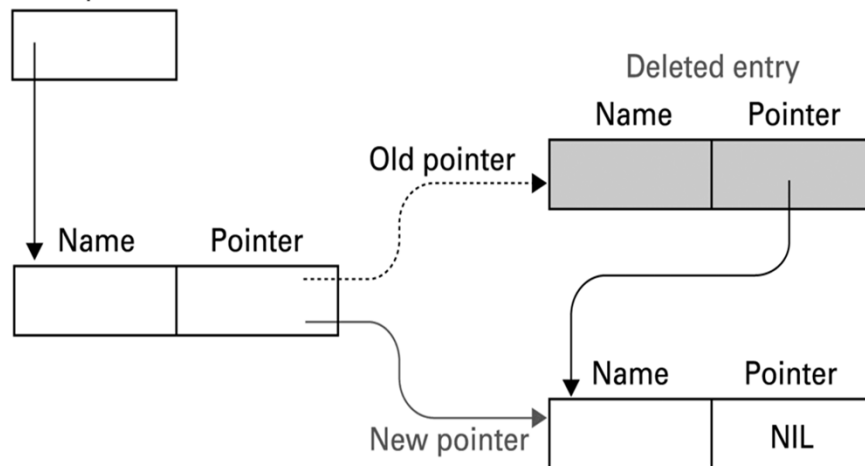 Deleted entry
Name Pointer
Old pointer
Name Pointer
Name Pointer
New pointer
NIL